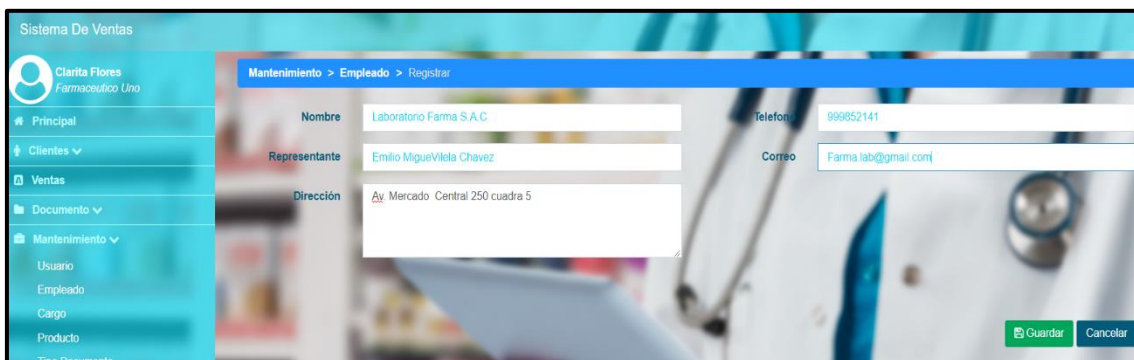 Sistema De Ventas
Clarita Flores
Farmaceutico Uno
Principal
Clientes
Ventas
Documento
Mantenimiento
Usuario
Empleado
Cargo
Producto
Tipo Documento
Mantenimiento > Empleado > Registrar
Nombre Laboratorio Farma S.A.C
Telefono 999852141
Representante Emilio MigueVilela Chavez
Correo Farma.lab@gmail.com
Dirección Av. Mercado Central 250 cuadra 5
Guardar Cancelar